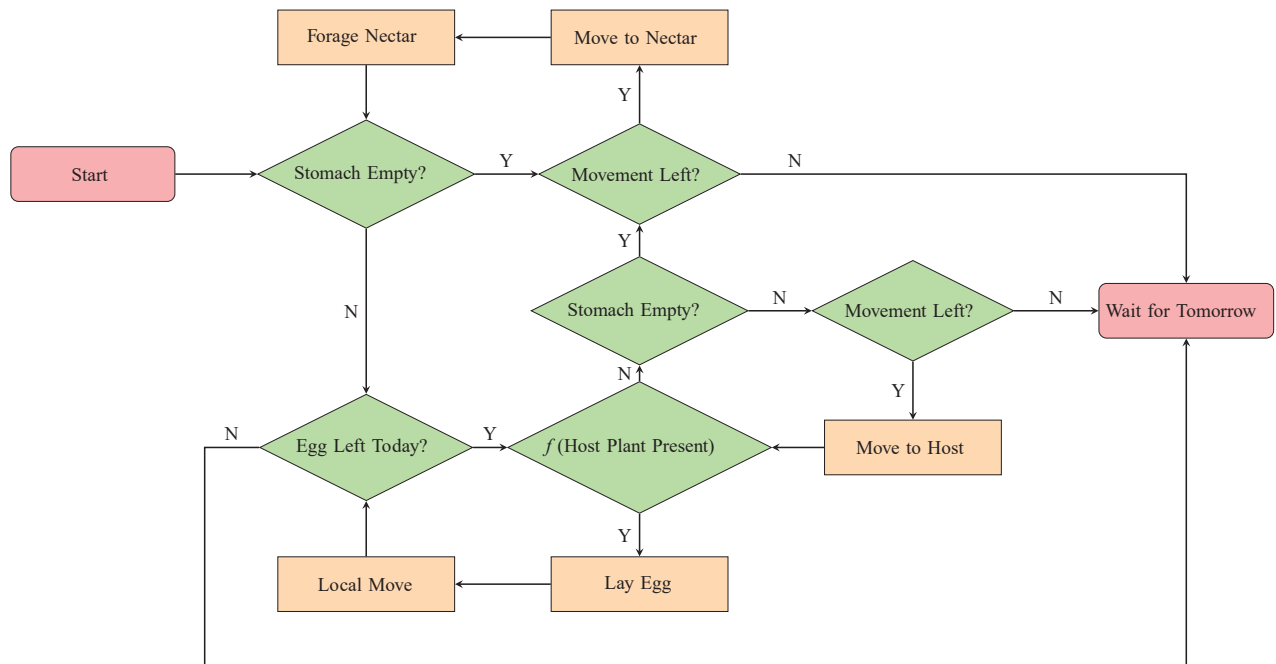 Forage Nectar
Move to Nectar
Y
Start
Stomach Empty?
Y
Movement Left?
N
Y
N
Stomach Empty?
N
Movement Left?
N
Wait for Tomorrow
N
Y
N
Egg Left Today?
Y
f (Host Plant Present)
Move to Host
Y
Local Move
Lay Egg